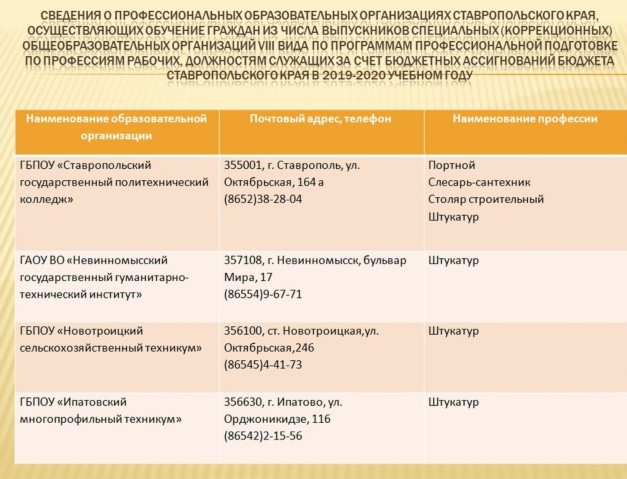 СВЕДЕНИЯ О ПРОФЕССИОНАЛЬНЫХ ОБРАЗОВАТЕЛЬНЫХ ОРГАНИЗАЦИЯХ СТАВРОПОЛЬСКОГО КРАЯ,
ОСУЩЕСТВЛЯЮЩИХ ОБУЧЕНИЕ ГРАЖДАН ИЗ ЧИСЛА ВЫПУСКНИКОВ СПЕЦИАЛЬНЫХ (КОРРЕКЦИОННЫХ)
ОБЩЕОБРАЗОВАТЕЛЬНЫХ ОРГАНИЗАЦИЙ VIII ВИДА ПО ПРОГРАММАМ ПРОФЕССИОНАЛЬНОЙ ПОДГОТОВКЕ
ПО ПРОФЕССИЯМ РАБОЧИХ, ДОЛЖНОСТЯМ СЛУЖАЩИХ ЗА СЧЕТ БЮДЖЕТНЫХ АССИГНОВАНИЙ БЮДЖЕТА
СТАВРОПОЛЬСКОГО КРАЯ В 2019-2020 УЧЕБНОМ ГОДУ
Наименование образовательной
организации
Почтовый адрес, телефон
Наименование профессии
ГБПОУ «Ставропольский
государственный политехнический
колледж»
355001, г. Ставрополь, ул.
Октябрьская, 164 а
(8652)38-28-04
Портной
Слесарь-сантехник
Столяр строительный
Штукатур
ГАОУ ВО «Невинномысский
государственный гуманитарно-
технический институт»
357108, г. Невинномысск, бульвар
Мира, 17
(86554)9-67-71
Штукатур
ГБПОУ «Новотроицкий
сельскохозяйственный техникум»
356100, ст. Новотроицкая,ул.
Октябрьская,246
(86545)4-41-73
Штукатур
ГБПОУ «Ипатовский
многопрофильный техникум»
356630, г. Ипатово, ул.
Орджоникидзе, 116
(86542)2-15-56
Штукатур